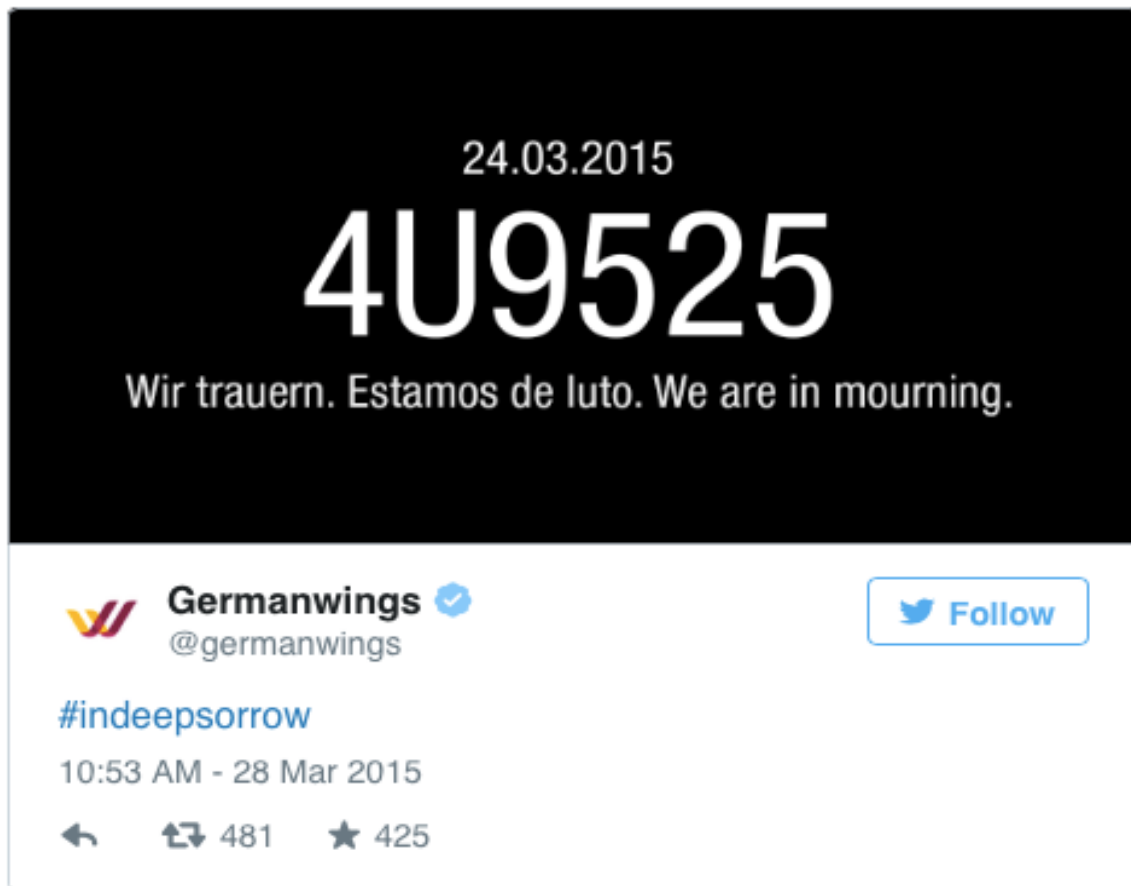 24.03.2015
4U9525
Wir trauern. Estamos de luto. We are in mourning.
Germanwings
@germanwings
Follow
#indeepsorrow
10:53 AM - 28 Mar 2015
481 425